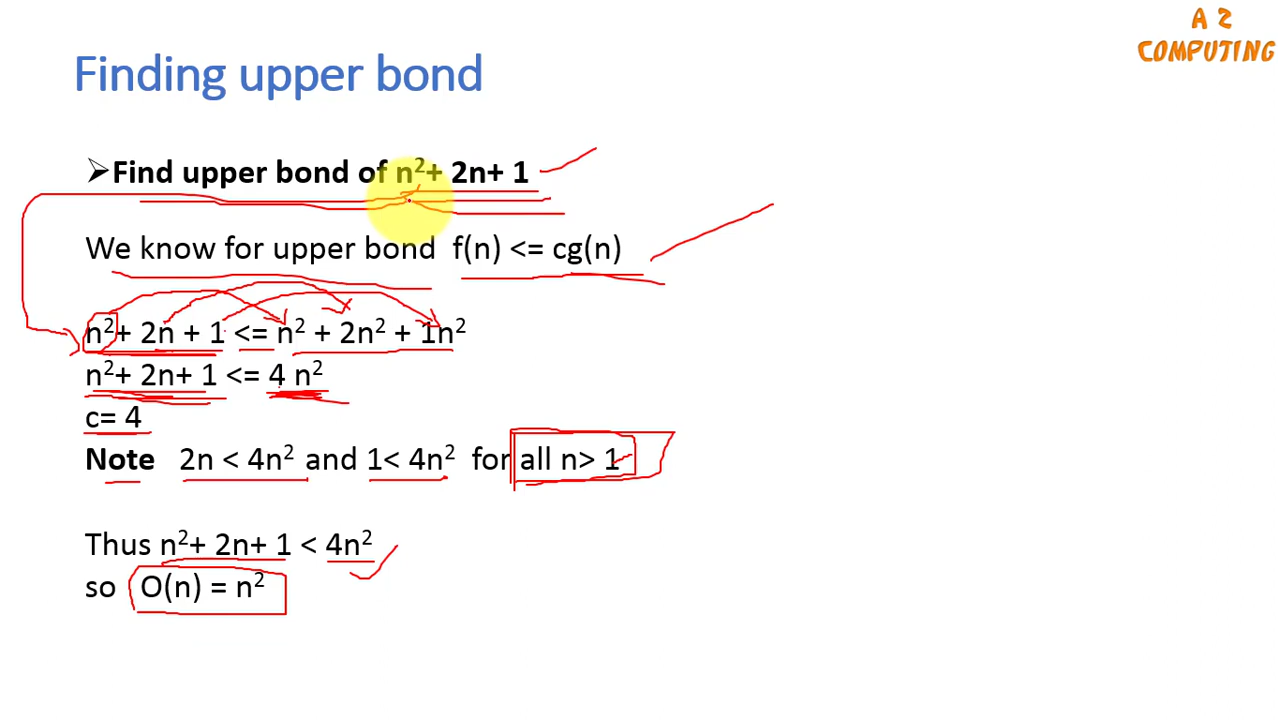 A Z
COMPUTING
Finding upper bond
➢Find upper bond of n²+ 2n+ 1
We know for upper bond f(n) <= cg(n)
n²+ 2n + 1 <= n² + 2n² + 1n²
n²+ 2n+ 1 <= 4 n²
c= 4
Note 2n < 4n² and 1< 4n² for all n> 1
Thus n²+ 2n+ 1 < 4n²
so O(n) = n²